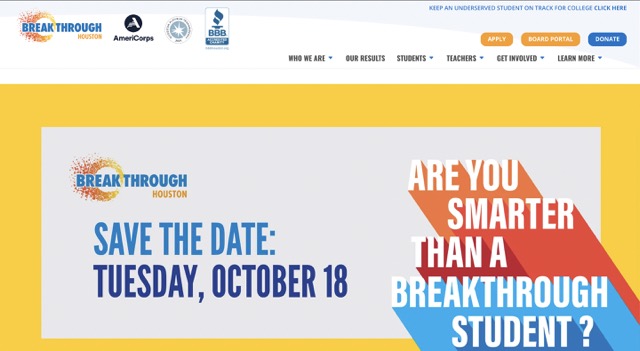 KEEP AN UNDERSERVED STUDENT ON TRACK FOR COLLEGE CLICK HERE
BREAKTHROUGH
HOUSTON
AmeriCorps
BBB
APPLY
BOARD PORTAL
DONATE
WHO WE ARE
OUR RESULTS
STUDENTS
TEACHERS
GET INVOLVED
LEARN MORE
BREAKTHROUGH
HOUSTON
SAVE THE DATE:
TUESDAY, OCTOBER 18
ARE YOU
SMARTER
THAN A
BREAKTHROUGH
STUDENT ?